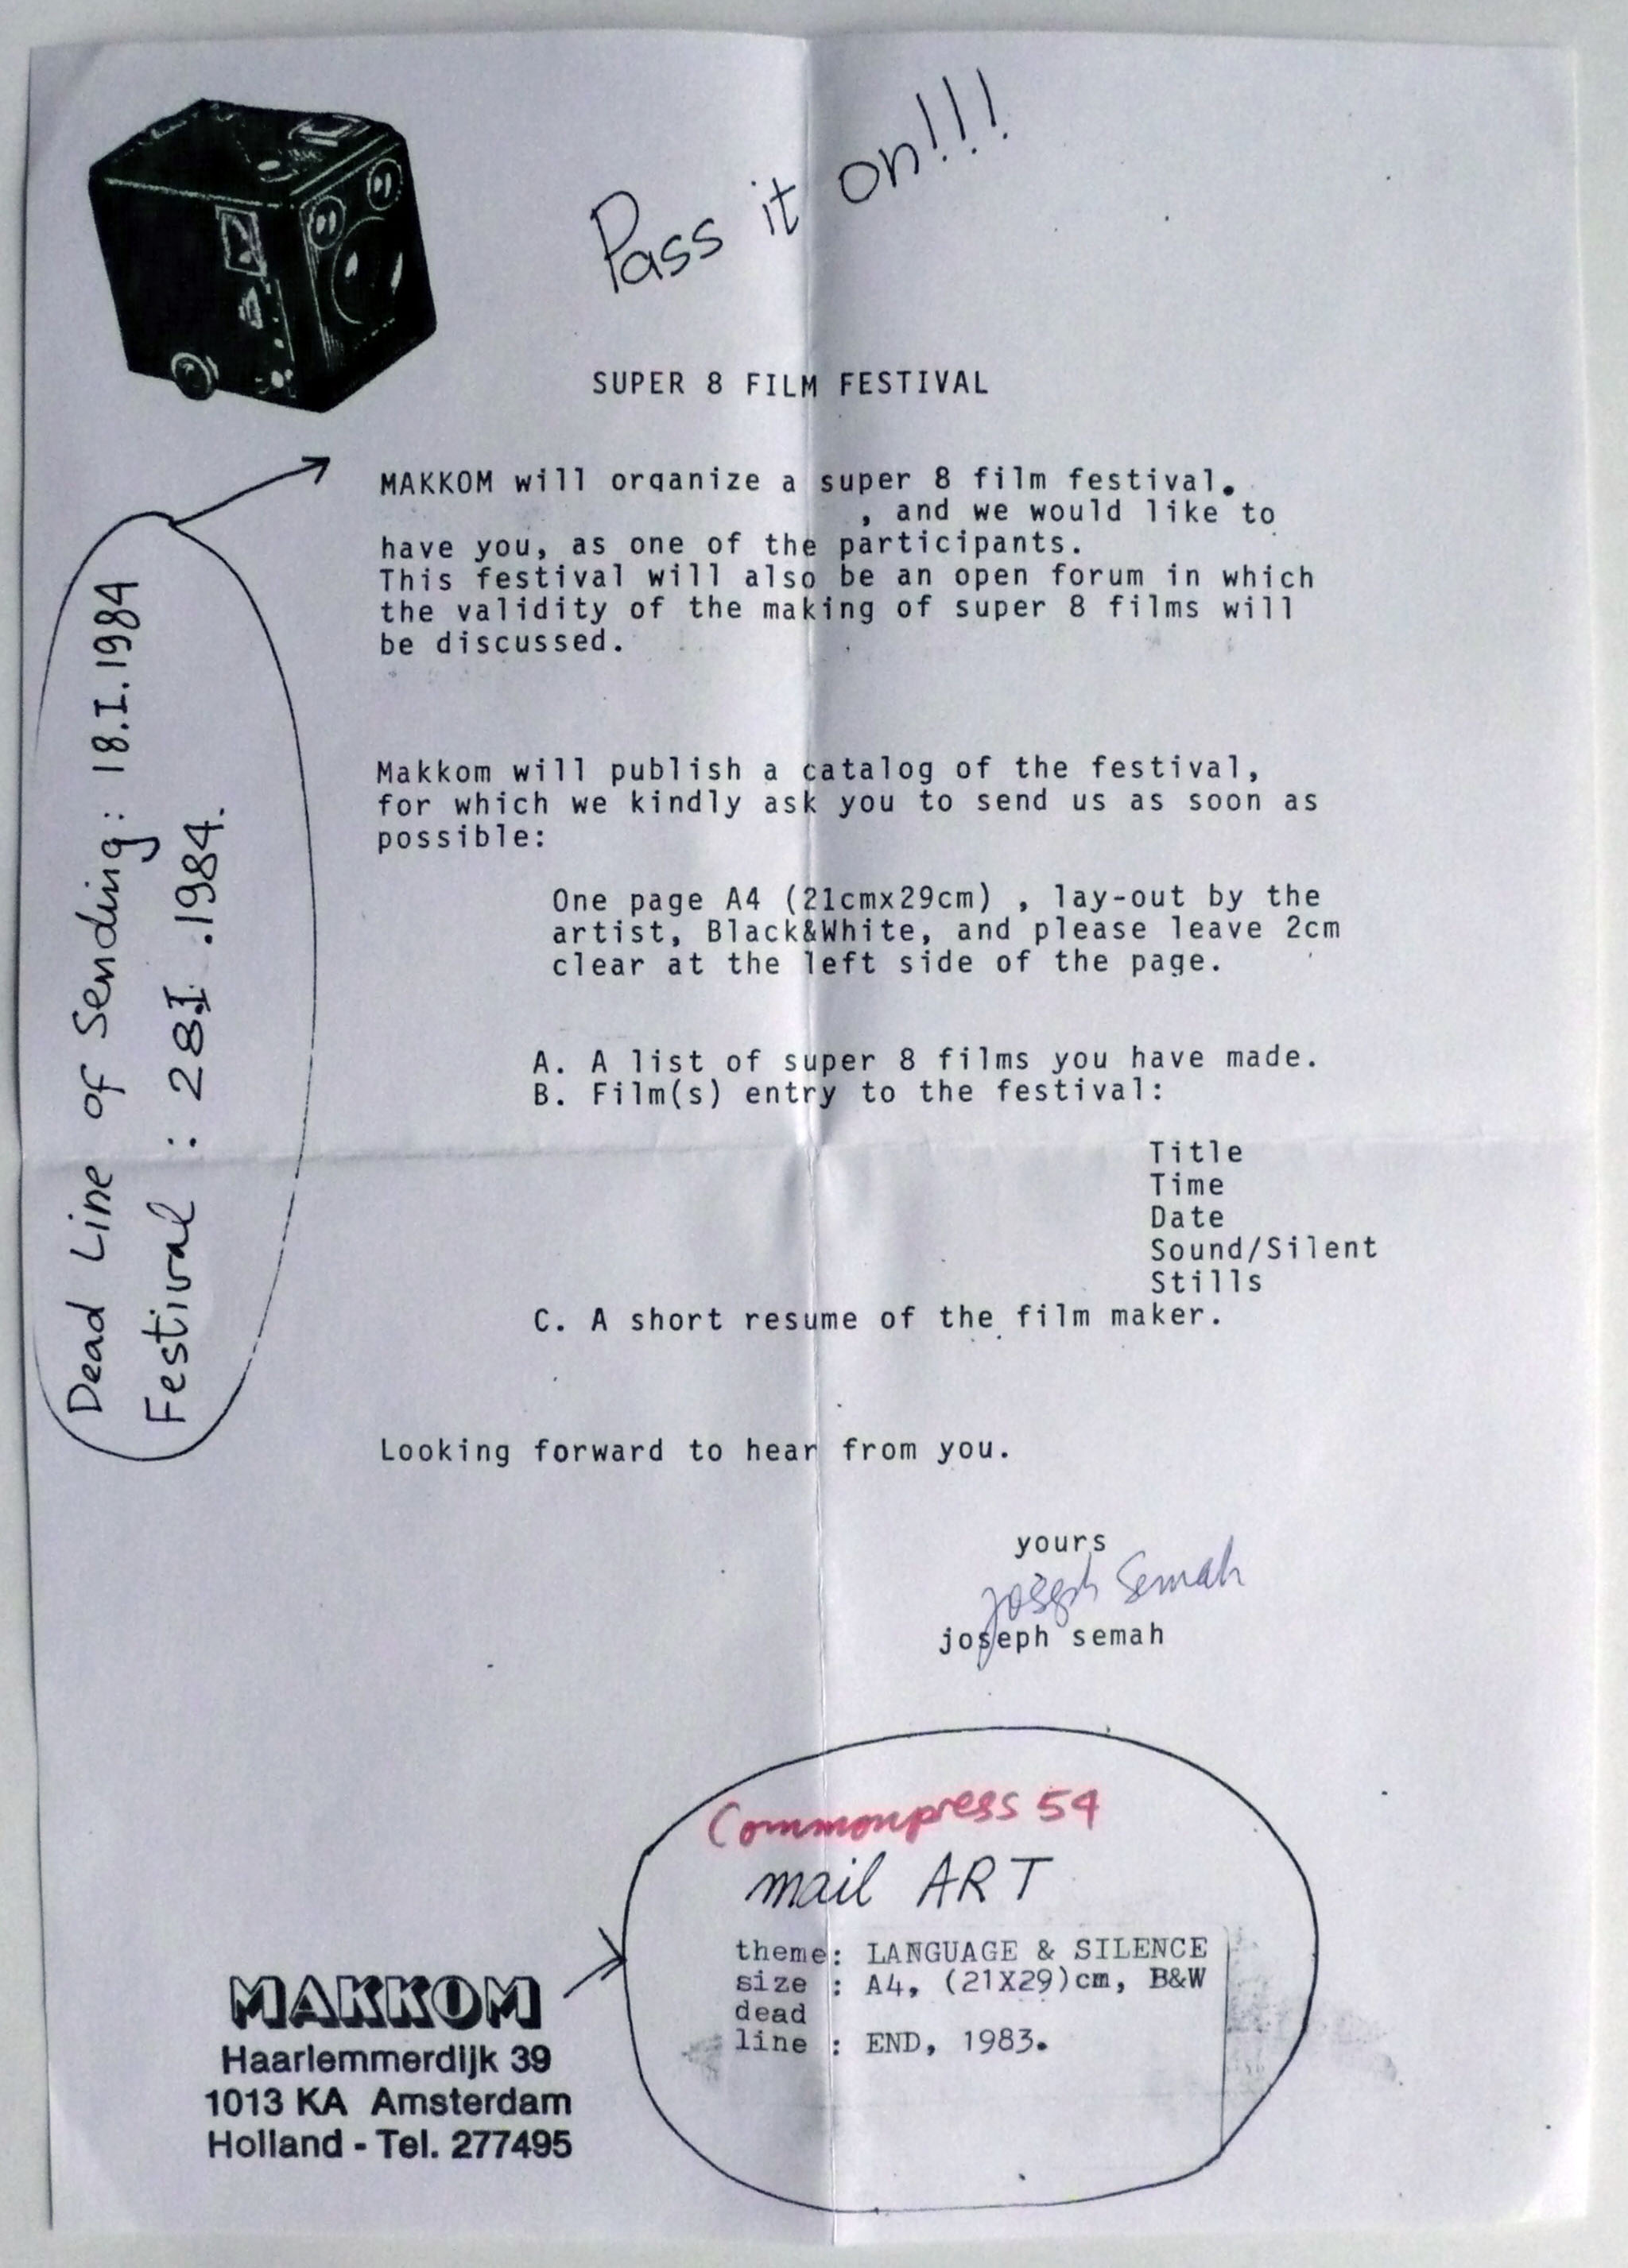 Pass it on!!!
SUPER 8 FILM FESTIVAL
MAKKOM will organize a super 8 film festival.
, and we would like to
have you, as one of the participants.
This festival will also be an open forum in which
the validity of the making of super 8 films will
be discussed.
Dead Line of Sending: 18.I.1984
Festival : 28.I.1984.
Makkom will publish a catalog of the festival,
for which we kindly ask you to send us as soon as
possible:
One page A4 (21cmx29cm) , lay-out by the
artist, Black&White, and please leave 2cm
clear at the left side of the page.
A. A list of super 8 films you have made.
B. Film(s) entry to the festival:
Title
Time
Date
Sound/Silent
Stills
C. A short resume of the film maker.
Looking forward to hear from you.
yours
joseph Semah
joseph semah
Commonpress 54
mail ART
theme: LANGUAGE & SILENCE
size : A4, (21X29)cm, B&W
dead
line : END, 1983.
MAKKOM
Haarlemmerdijk 39
1013 KA Amsterdam
Holland - Tel. 277495